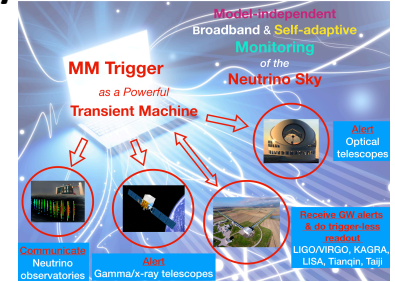 Model-independent
Broadband & Self-adaptive
Monitoring
of the
Neutrino Sky
MM Trigger
as a Powerful
Transient Machine
Alert
Optical
telescopes
Communicate
Neutrino
observatories
Alert
Gamma/x-ray telescopes
Receive GW alerts
& do trigger-less
readout
LIGO/VIRGO, KAGRA,
LISA, Tianqin, Taiji